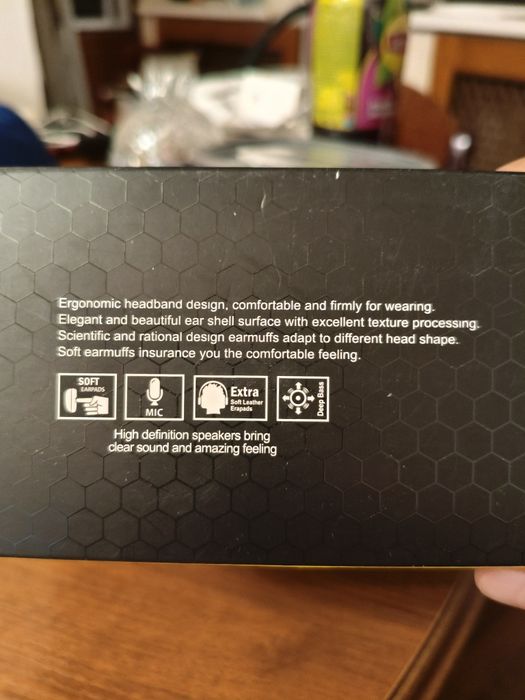 Ergonomic headband design, comfortable and firmly for wearing.
Elegant and beautiful ear shell surface with excellent texture processing.
Scientific and rational design earmuffs adapt to different head shape.
Soft earmuffs insurance you the comfortable feeling.
SOFT
EARPADS
MIC
Extra
Soft Leather
Erapads
Deep Bass
High definition speakers bring
clear sound and amazing feeling